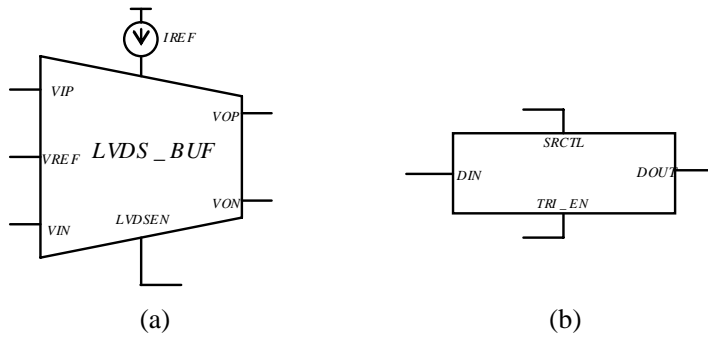 IREF
VIP
VOP
VREF
LVDS_BUF
VIN
LVDSEN
VON
SRCTL
DIN
DOUT
TRI_EN
(a)
(b)